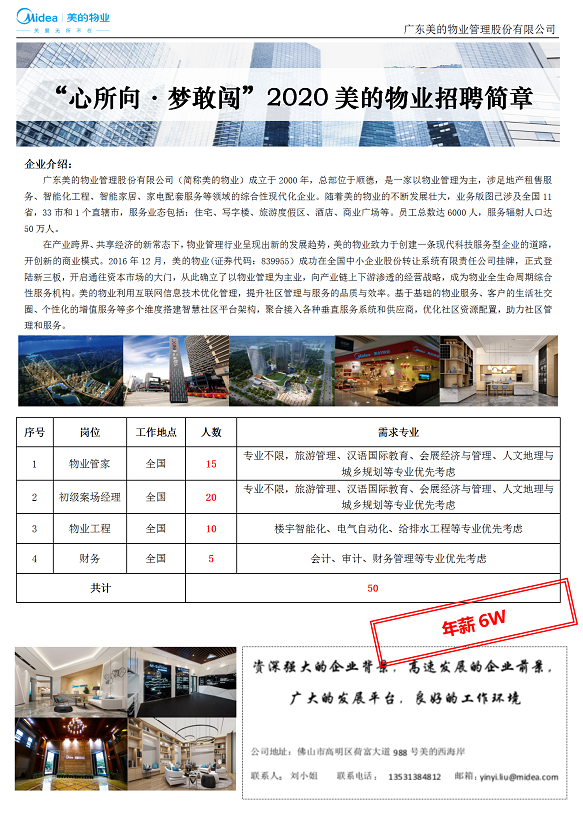 Midea 美的物业
关爱无所不在
广东美的物业管理股份有限公司
“心所向·梦敢闯”2020 美的物业招聘简章
企业介绍：
广东美的物业管理股份有限公司（简称美的物业）成立于 2000 年，总部位于顺德，是一家以物业管理为主，涉足地产租售服
务、智能化工程、智能家居、家电配套服务等领域的综合性现代化企业。随着美的物业的不断发展壮大，业务版图已涉及全国 11
省，33 市和 1 个直辖市，服务业态包括：住宅、写字楼、旅游度假区、酒店、商业广场等。员工总数达 6000 人，服务辐射人口达
50 万人。
在产业跨界、共享经济的新常态下，物业管理行业呈现出新的发展趋势，美的物业致力于创建一条现代科技服务型企业的道路，
开创新的商业模式。2016 年 12 月，美的物业(证券代码：839955）成功在全国中小企业股份转让系统有限责任公司挂牌，正式登
陆新三板，开启通往资本市场的大门，从此确立了以物业管理为主业，向产业链上下游渗透的经营战略，成为物业全生命周期综合
性服务机构。美的物业利用互联网信息技术优化管理，提升社区管理与服务的品质与效率。基于基础的物业服务、客户的生活社交
圈、个性化的增值服务等多个维度搭建智慧社区平台架构，聚合接入各种垂直服务系统和供应商，优化社区资源配置，助力社区管
理和服务。
序号 岗位 工作地点 人数 需求专业
1 物业管家 全国 15 专业不限，旅游管理、汉语国际教育、会展经济与管理、人文地理与
城乡规划等专业优先考虑
2 初级案场经理 全国 20 专业不限，旅游管理、汉语国际教育、会展经济与管理、人文地理与
城乡规划等专业优先考虑
3 物业工程 全国 10 楼宇智能化、电气自动化、给排水工程等专业优先考虑
4 财务 全国 5 会计、审计、财务管理等专业优先考虑
共计 50
年薪 6W
资深强大的企业背景，高速发展的企业前景，
广大的发展平台，良好的工作环境
公司地址：佛山市高明区荷富大道 988 号美的西海岸
联系人：刘小姐 联系电话：13531384812 邮箱：yinyi.liu@midea.com